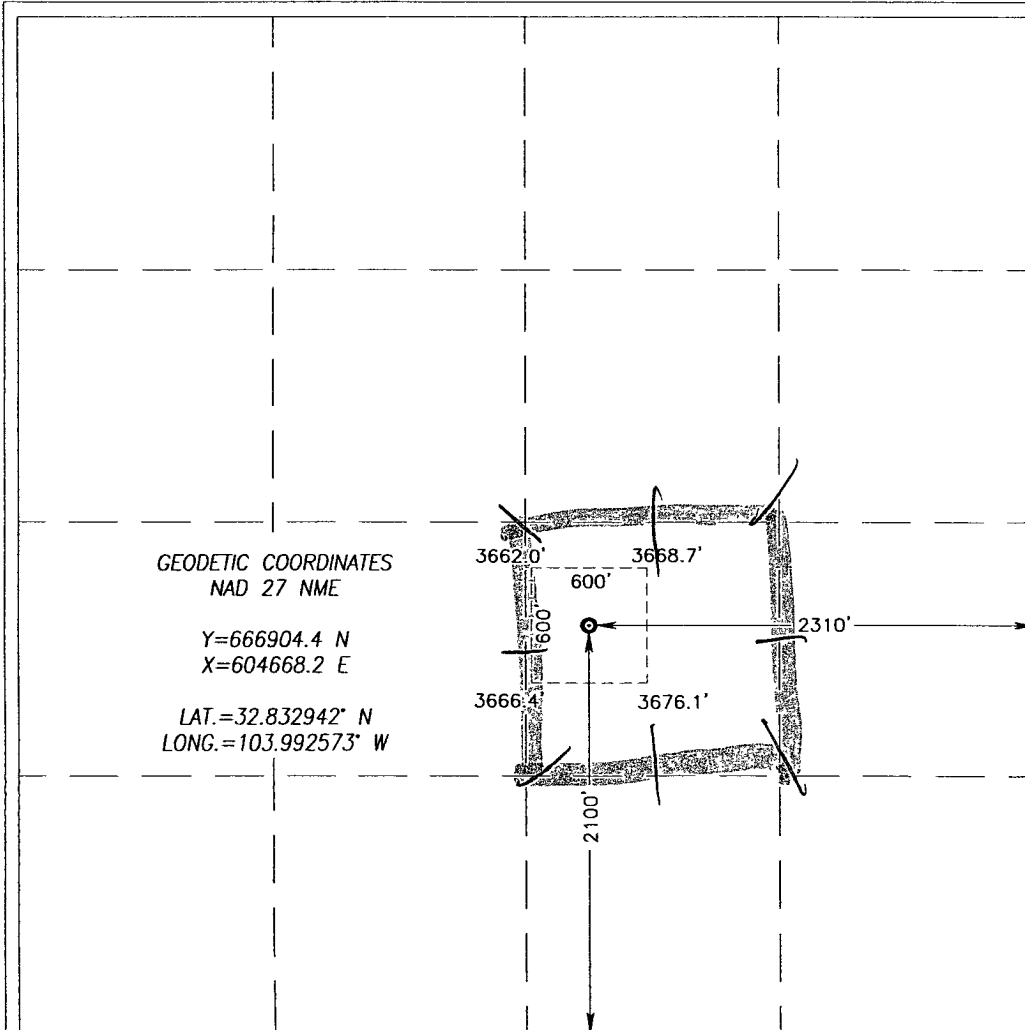 GEODETIC COORDINATES
NAD 27 NME
Y=666904.4 N
X=604668.2 E
LAT.=32.832942° N
LONG.=103.992573° W
3662.0' 3668.7'
600'
600'
2310'
3666.4' 3676.1'
2100'